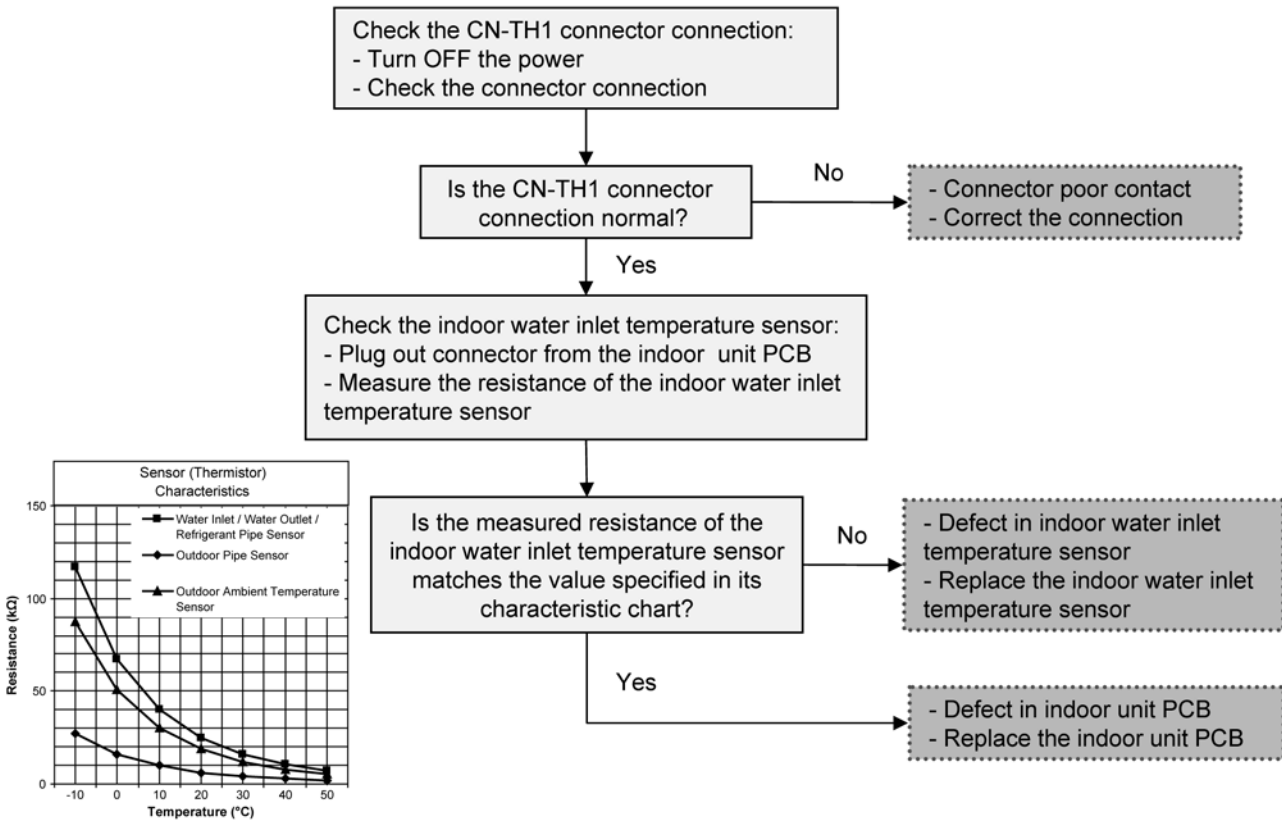 Check the CN-TH1 connector connection:
- Turn OFF the power
- Check the connector connection
Is the CN-TH1 connector
connection normal?
No
- Connector poor contact
- Correct the connection
Yes
Check the indoor water inlet temperature sensor:
- Plug out connector from the indoor unit PCB
- Measure the resistance of the indoor water inlet
temperature sensor
Is the measured resistance of the
indoor water inlet temperature sensor
matches the value specified in its
characteristic chart?
No
- Defect in indoor water inlet
temperature sensor
- Replace the indoor water inlet
temperature sensor
Yes
- Defect in indoor unit PCB
- Replace the indoor unit PCB
Sensor (Thermistor)
Characteristics
Water Inlet / Water Outlet /
Refrigerant Pipe Sensor
Outdoor Pipe Sensor
Outdoor Ambient Temperature
Sensor
Resistance (kΩ)
150
100
50
0
-10 0 10 20 30 40 50
Temperature (°C)